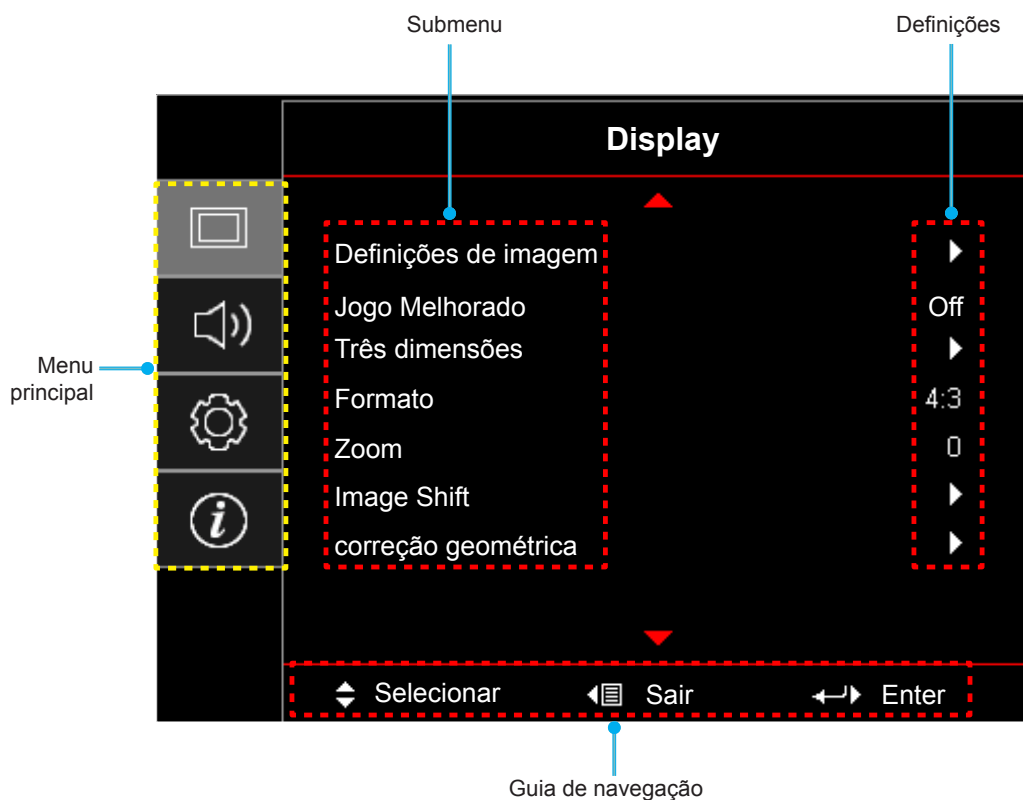 Submenu
Definições
Display
Definições de imagem
Jogo Melhorado
Off
Três dimensões
Menu
principal
Formato
4:3
Zoom
0
Image Shift
correção geométrica
Selecionar
Sair
Enter
Guia de navegação